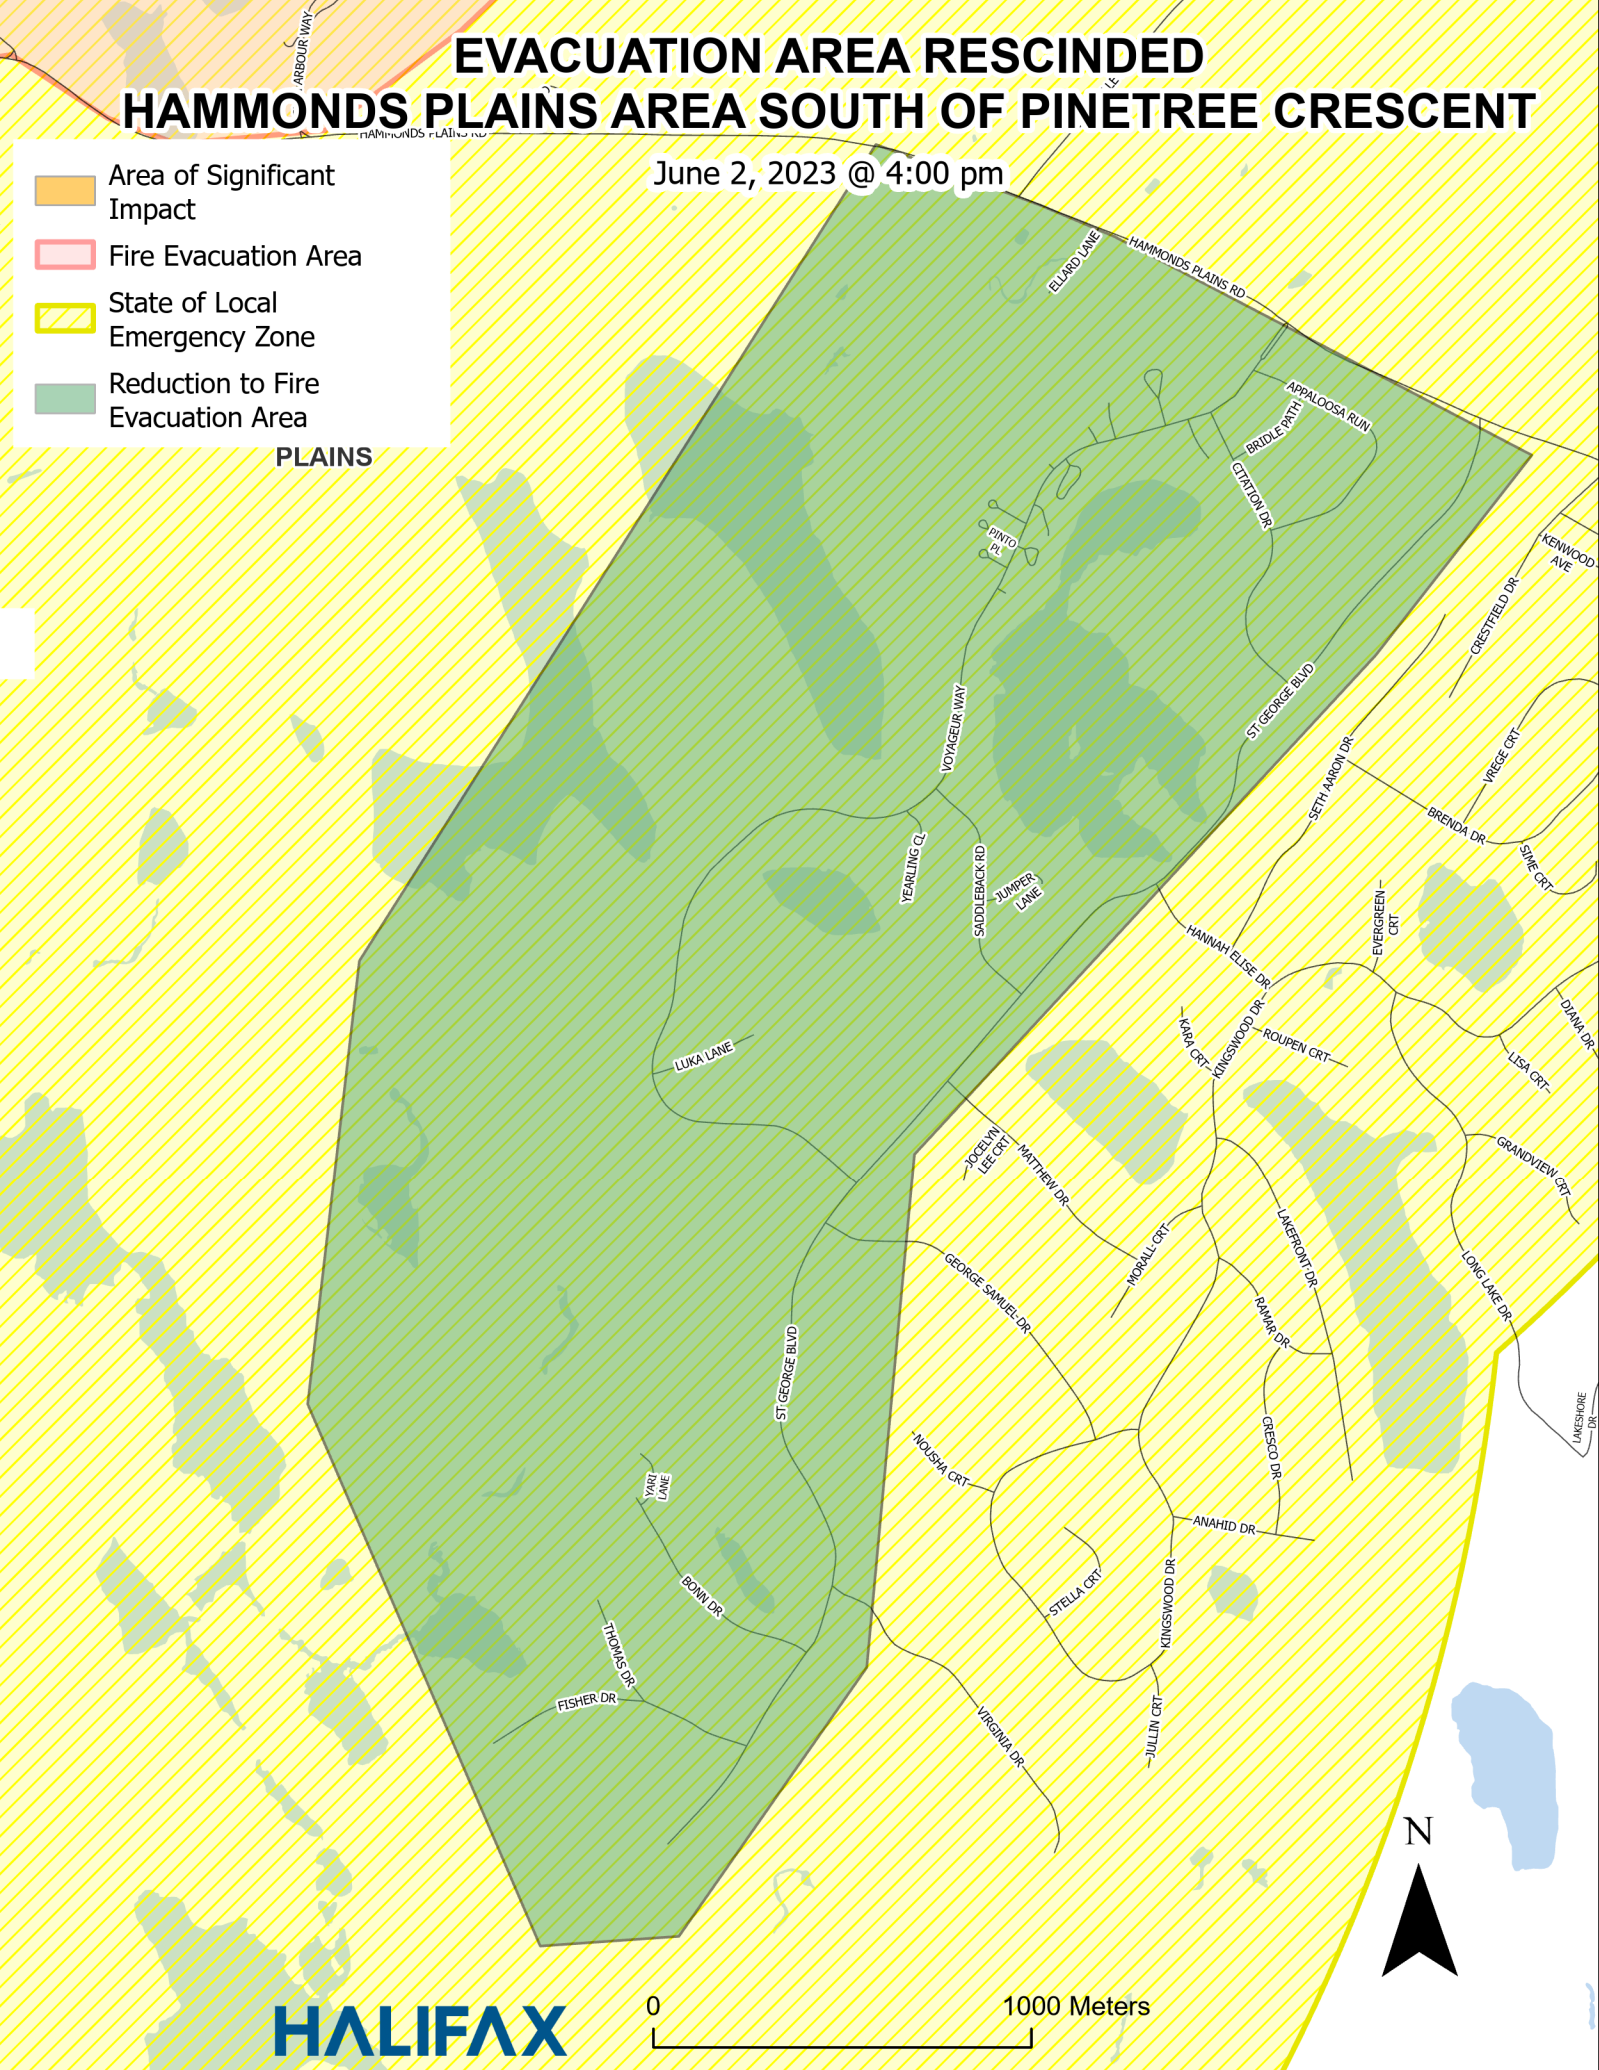 EVACUATION AREA RESCINDED
HAMMONDS PLAINS AREA SOUTH OF PINETREE CRESCENT
June 2, 2023 @ 4:00 pm
ARBOUR WAY
HAMMONDS PLAINS RD
Area of Significant
Impact
Fire Evacuation Area
State of Local
Emergency Zone
Reduction to Fire
Evacuation Area
PLAINS
ELLARD LANE
HAMMONDS PLAINS RD
APPALOOSA RUN
BRIDLE PATH
CITATION DR
PINTO
PL
KENWOOD
AVE
CRESTFIELD DR
ST GEORGE BLVD
VOYAGEUR WAY
SETH AARON DR
VREGE CRT
BRENDA DR
SIME CRT
YEARLING CL
SADDLEBACK RD
JUMPER
LANE
EVERGREEN
CRT
HANNAH ELISE DR
KINGSWOOD DR
KARA CRT
ROUPEN CRT
DIANA DR
LISA CRT
LUKA LANE
JOCELYN
LEE CRT
MATTHEW DR
GRANDVIEW CRT
MORALL CRT
LAKEFRONT DR
LONG LAKE DR
GEORGE SAMUEL DR
RAMAR DR
ST GEORGE BLVD
LAKESHORE
DR
NOUSHA CRT
CRESCO DR
YARI
LANE
ANAHID DR
BONN DR
STELLA CRT
KINGSWOOD DR
THOMAS DR
FISHER DR
VIRGINIA DR
JULLIN CRT
N
0
1000 Meters
HALIFAX